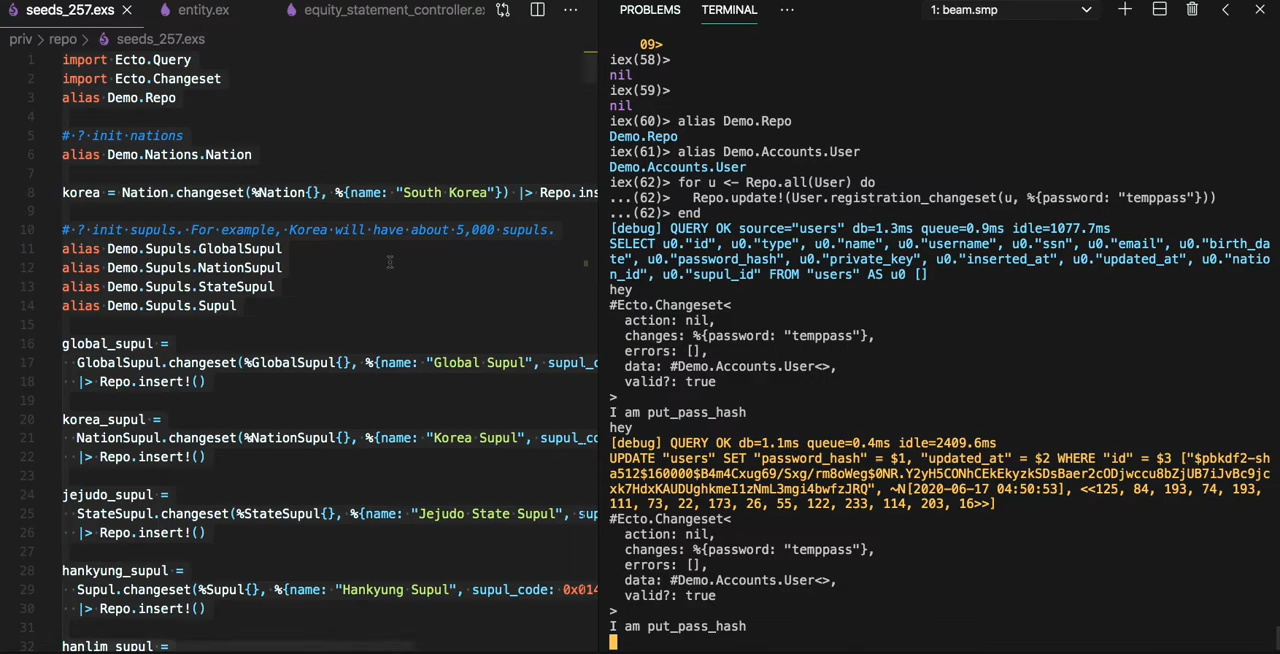 seeds_257.exs
entity.ex
equity_statement_controller.ex
priv > repo > seeds_257.exs
1 import Ecto.Query
2 import Ecto.Changeset
3 alias Demo.Repo
4
5 # ? init nations
6 alias Demo.Nations.Nation
7
8 korea = Nation.changeset(%Nation{}, %{name: "South Korea"}) |> Repo.ins
9
10 # ? init supuls. For example, Korea will have about 5,000 supuls.
11 alias Demo.Supuls.GlobalSupul
12 alias Demo.Supuls.NationSupul
13 alias Demo.Supuls.StateSupul
14 alias Demo.Supuls.Supul
15
16 global_supul =
17 GlobalSupul.changeset(%GlobalSupul{}, %{name: "Global Supul", supul_c
18 |> Repo.insert!()
19
20 korea_supul =
21 NationSupul.changeset(%NationSupul{}, %{name: "Korea Supul", supul_co
22 |> Repo.insert!()
23
24 jejudo_supul =
25 StateSupul.changeset(%StateSupul{}, %{name: "Jejudo State Supul", sup
26 |> Repo.insert!()
27
28 hankyung_supul =
29 Supul.changeset(%Supul{}, %{name: "Hankyung Supul", supul_code: 0x014
30 |> Repo.insert!()
31
32 hanlim_supul =
PROBLEMS TERMINAL ···
1: beam.smp
09>
iex(58)>
nil
iex(59)>
nil
iex(60)> alias Demo.Repo
Demo.Repo
iex(61)> alias Demo.Accounts.User
Demo.Accounts.User
iex(62)> for u <- Repo.all(User) do
...(62)>   Repo.update!(User.registration_changeset(u, %{password: "temppass"}))
...(62)> end
[debug] QUERY OK source="users" db=1.3ms queue=0.9ms idle=1077.7ms
SELECT u0."id", u0."type", u0."name", u0."username", u0."ssn", u0."email", u0."birth_da
te", u0."password_hash", u0."private_key", u0."inserted_at", u0."updated_at", u0."natio
n_id", u0."supul_id" FROM "users" AS u0 []
hey
#Ecto.Changeset<
action: nil,
changes: %{password: "temppass"},
errors: [],
data: #Demo.Accounts.User<>,
valid?: true
>
I am put_pass_hash
hey
[debug] QUERY OK db=1.1ms queue=0.4ms idle=2409.6ms
UPDATE "users" SET "password_hash" = $1, "updated_at" = $2 WHERE "id" = $3 ["$pbkdf2-sh
a512$160000$B4m4Cxug69/Sxg/rm8oWeg$0NR.Y2yH5CONhCEkEkyzkSDsBaer2cODjwccu8bZjUB7iJvBc9jc
xk7HdxKAUDUghkmeI1zNmL3mgi4bwfzJRQ", ~N[2020-06-17 04:50:53], <<125, 84, 193, 74, 193,
111, 73, 22, 173, 26, 55, 122, 233, 114, 203, 16>>]
#Ecto.Changeset<
action: nil,
changes: %{password: "temppass"},
errors: [],
data: #Demo.Accounts.User<>,
valid?: true
>
I am put_pass_hash